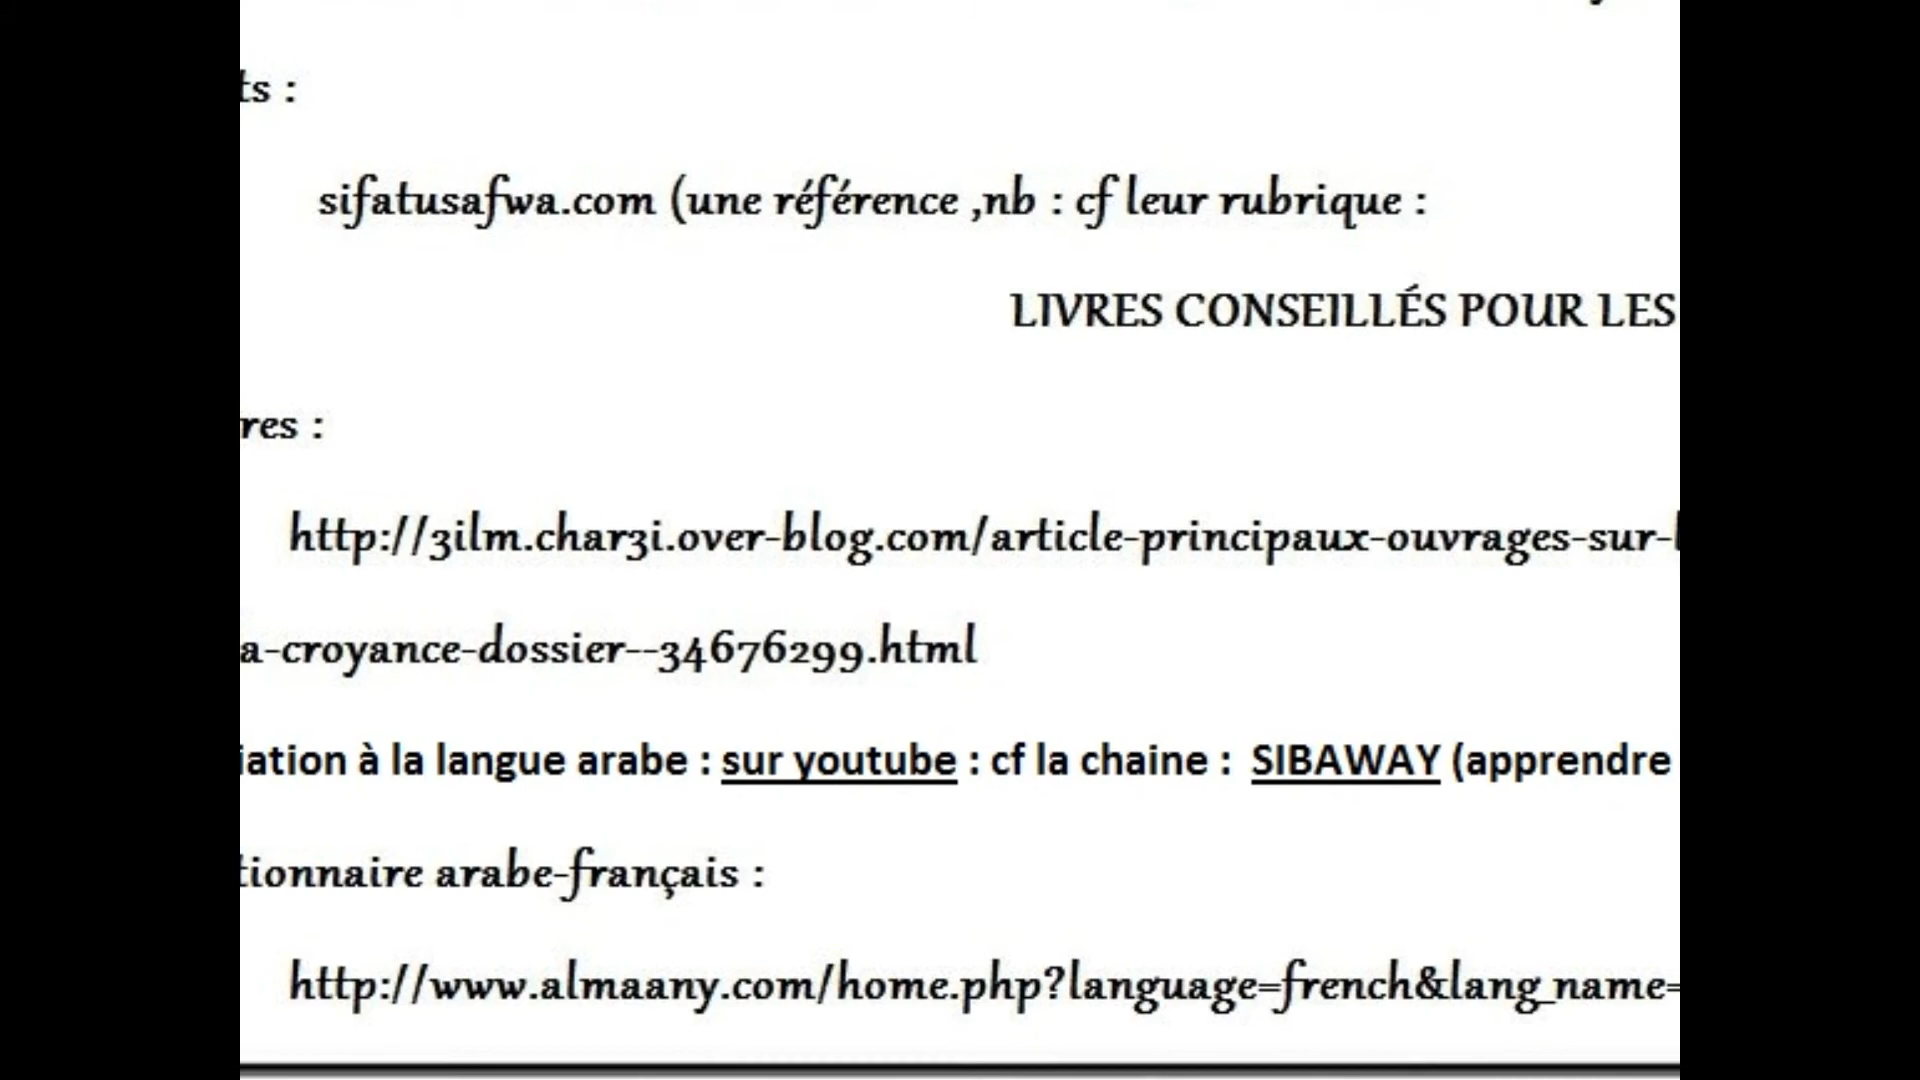 ts :
sifatusafwa.com (une référence ,nb : cf leur rubrique :
LIVRES CONSEILLÉS POUR LES
res :
http://3ilm.char3i.over-blog.com/article-principaux-ouvrages-sur-l
a-croyance-dossier--34676299.html
iation à la langue arabe : sur youtube : cf la chaine : SIBAWAY (apprendre
tionnaire arabe-français :
http://www.almaany.com/home.php?language=french&lang_name=